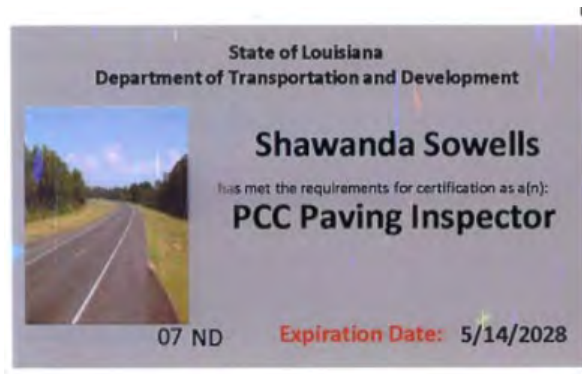 State of Louisiana
Department of Transportation and Development
Shawanda Sowells
has met the requirements for certification as a(n):
PCC Paving Inspector
07 ND Expiration Date: 5/14/2028